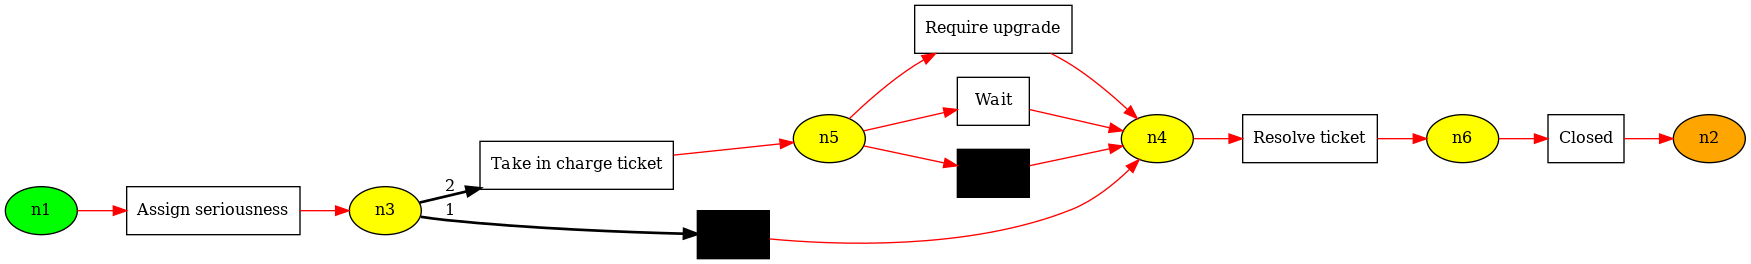 n1
Assign seriousness
n3
2
1
Take in charge ticket
n5
Require upgrade
Wait
n4
Resolve ticket
n6
Closed
n2